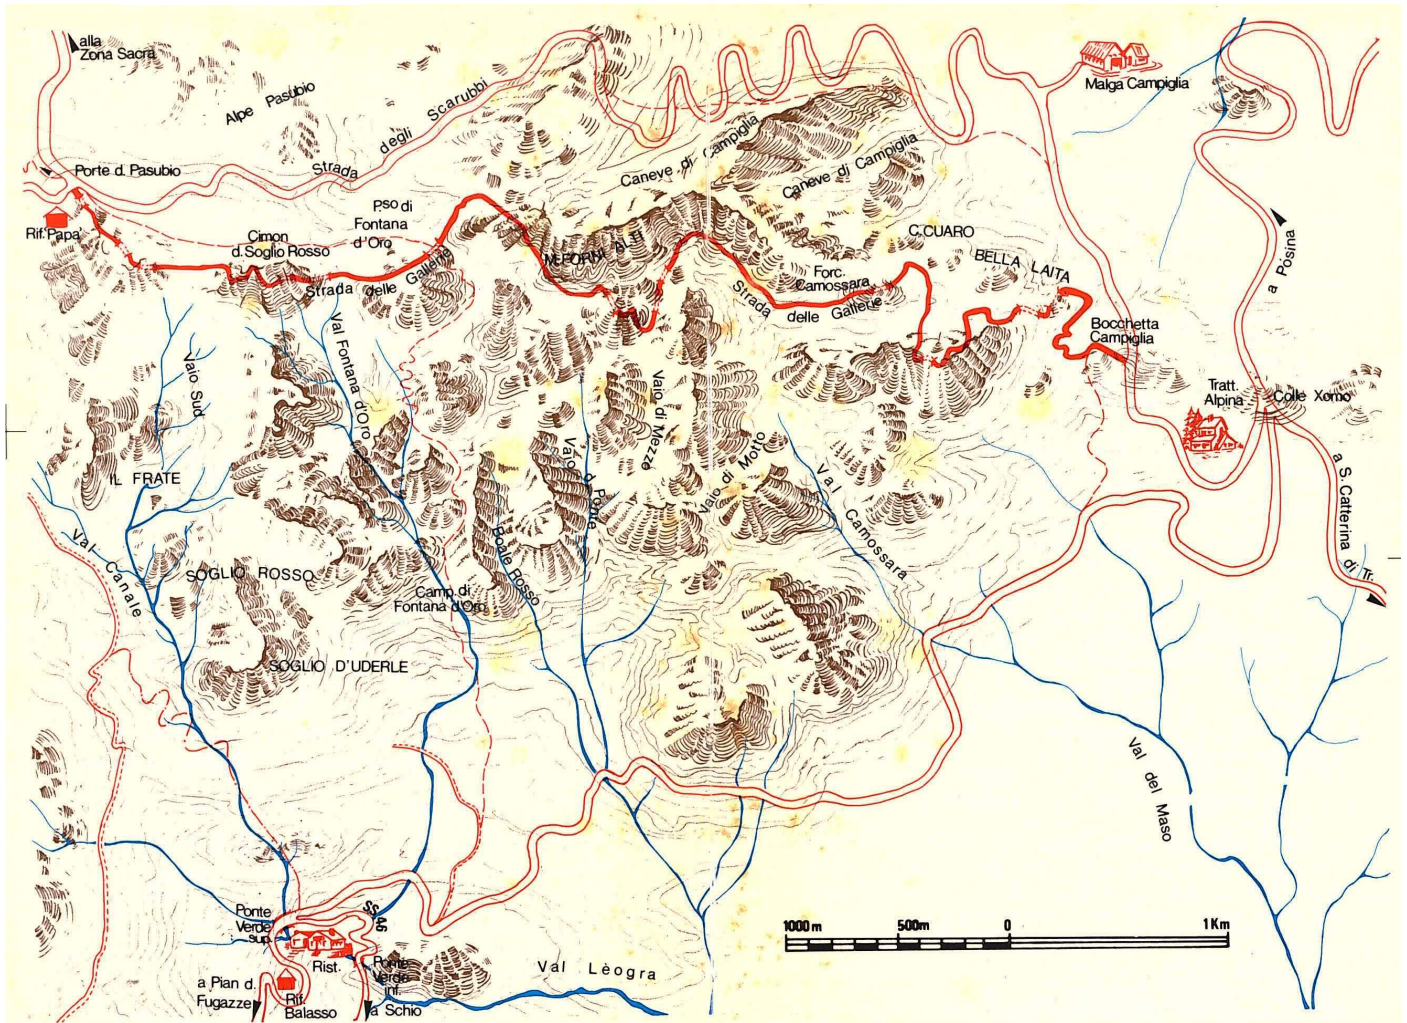 alla
Zona Sacra
Alpe Pasubio
Strada degli Scarubbi
Malga Campiglia
Porte d. Pasubio
Rif. Papa'
Cimon
d. Soglio Rosso
P.so di
Fontana
d'Oro
Caneve di Campiglia
Caneve di Campiglia
M. FORNI ALTI
C. CUARO
BELLA LAITA
Forc.
Camossara
Strada delle Gallerie
Strada delle Gallerie
Bocchetta
Campiglia
a Pósina
Tratt.
Alpina
Colle Xomo
a S. Catterina di Tr.
Vaio Sud
Val Fontana d'Oro
Vaio di Mezzo
Vaio d. Ponte
Vaio di Motto
Val Camossara
IL FRATE
Val Canale
SOGLIO ROSSO
Boale Rosso
Camp. di
Fontana d'Oro
SOGLIO D'UDERLE
Val del Maso
Ponte
Verde
sup.
SS 46
Rist.
Ponte
Verde
inf.
Val Lèogra
a Pian d.
Fugazze
Rif.
Balasso
a Schio
1000 m 500m 0 1 Km